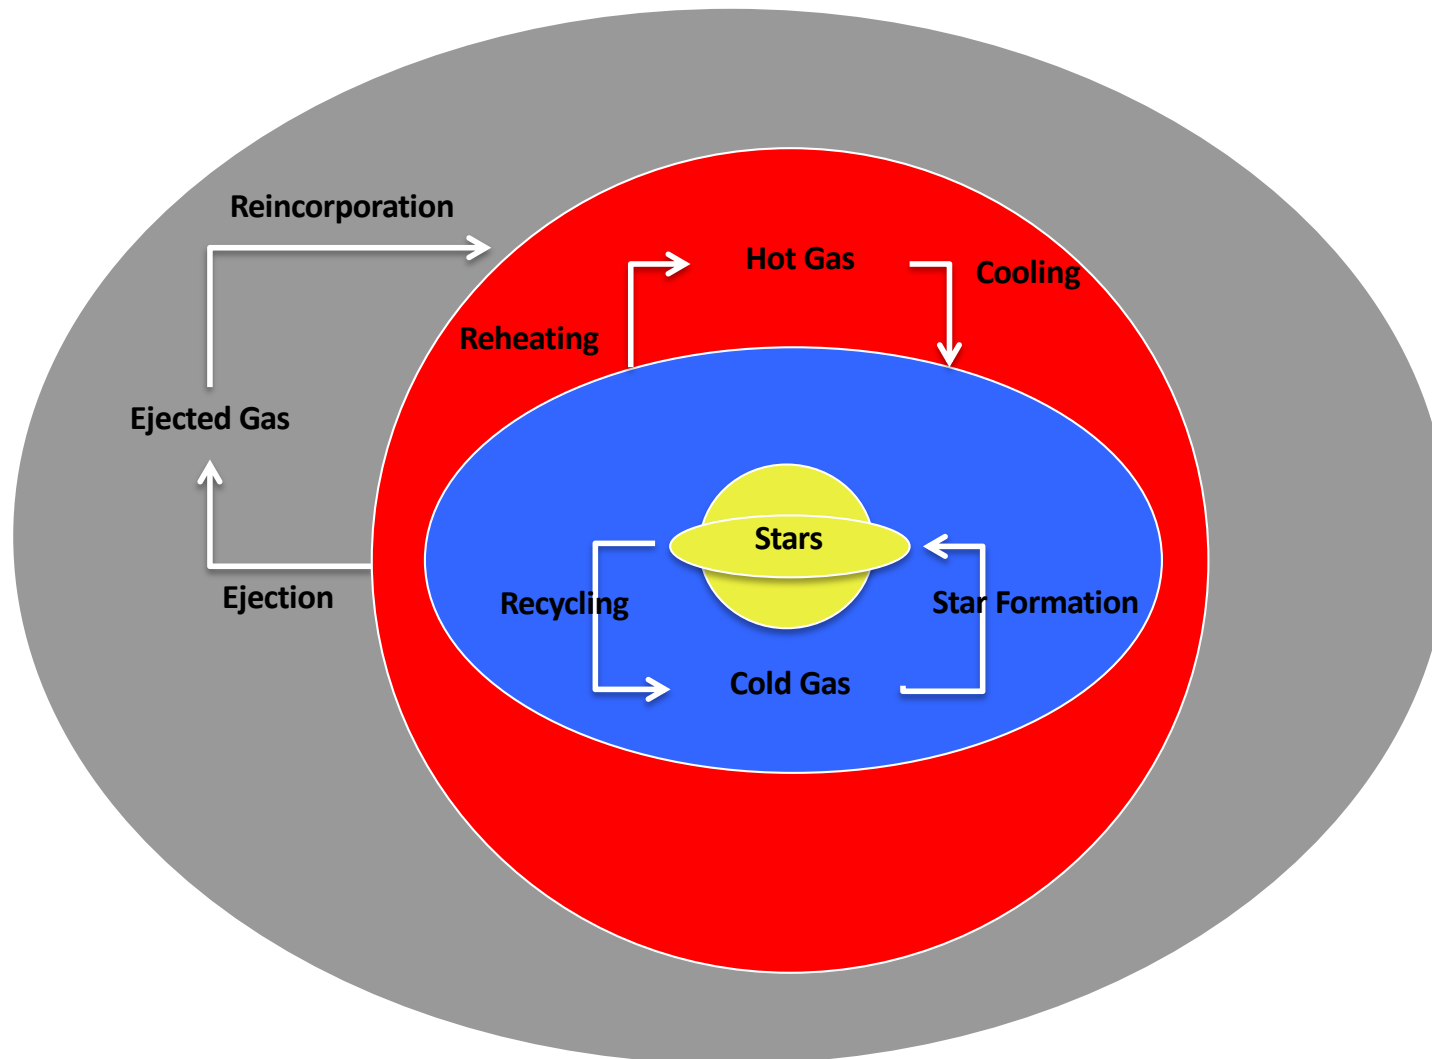 Reincorporation
Hot Gas
Cooling
Reheating
Ejected Gas
Stars
Ejection
Recycling
Star Formation
Cold Gas